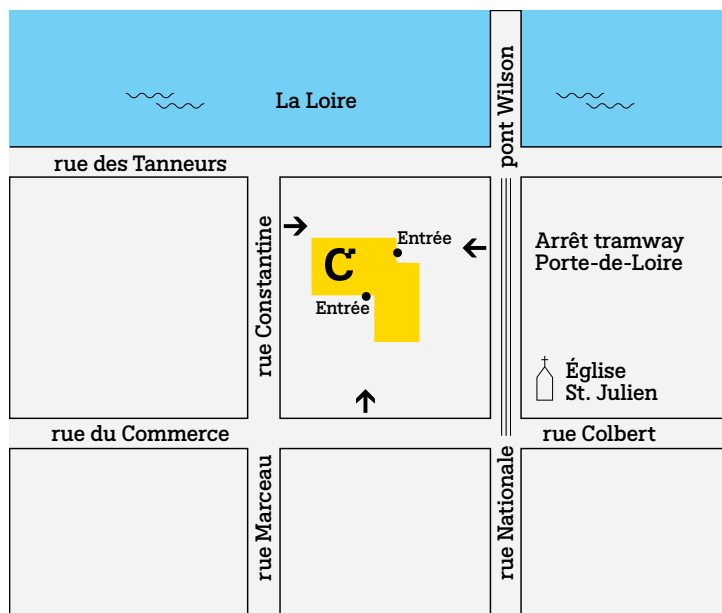 La Loire
pont Wilson
rue des Tanneurs
rue Constantine
Entrée
C
Entrée
Arrêt tramway
Porte-de-Loire
Église
St. Julien
rue du Commerce
rue Colbert
rue Marceau
rue Nationale